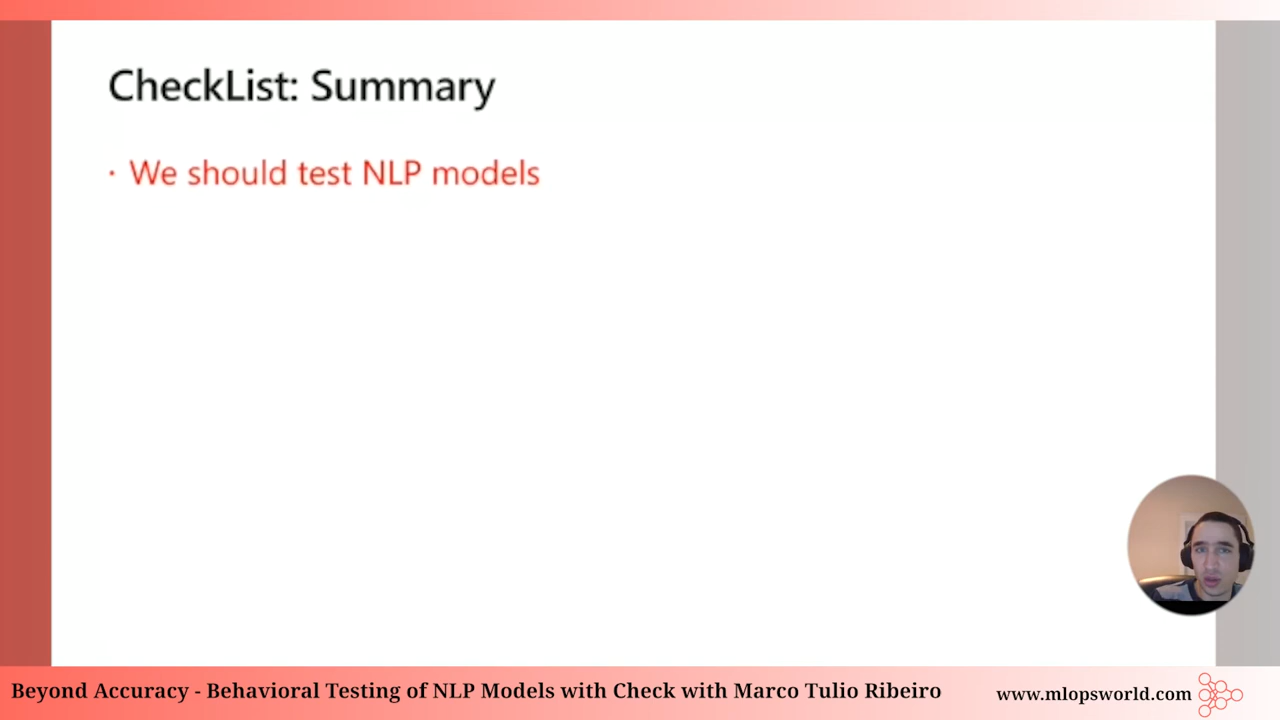 CheckList: Summary
· We should test NLP models
Beyond Accuracy - Behavioral Testing of NLP Models with Check with Marco Tulio Ribeiro
www.mlopsworld.com